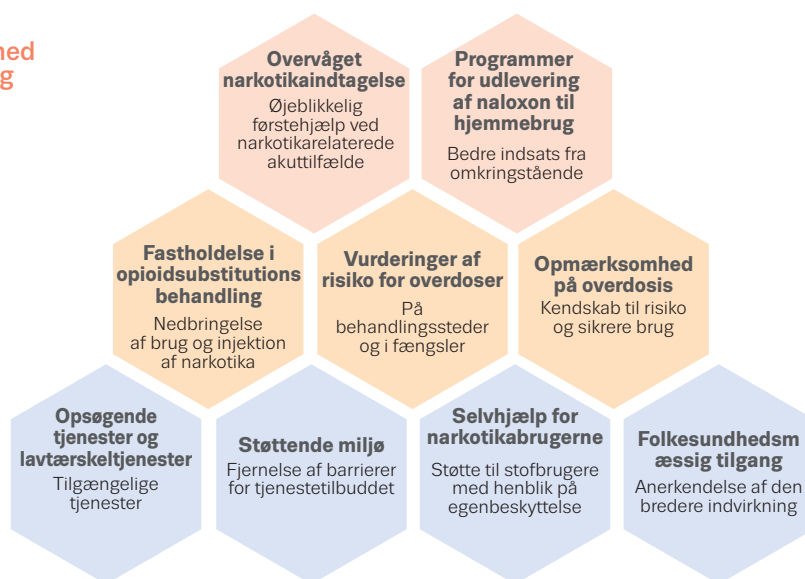 ned
g
Overvåget
narkotikaindtagelse
Øjeblikkelig
førstehjælp ved
narkotikarelaterede
akuttilfælde
Programmer
for udlevering
af naloxon til
hjemmebrug
Bedre indsats fra
omkringstående
Fastholdelse i
opioidsubstitutions
behandling
Nedbringelse
af brug og injektion
af narkotika
Vurderinger af
risiko for overdoser
På
behandlingssteder
og i fængsler
Opmærksomhed
på overdosis
Kendskab til risiko
og sikrere brug
Opsøgende
tjenester og
lavtærskeltjenester
Tilgængelige
tjenester
Støttende miljø
Fjernelse af barrierer
for tjenestetilbuddet
Selvhjælp for
narkotikabrugerne
Støtte til stofbrugere
med henblik på
egenbeskyttelse
Folkesundhedsm
æssig tilgang
Anerkendelse af den
bredere indvirkning